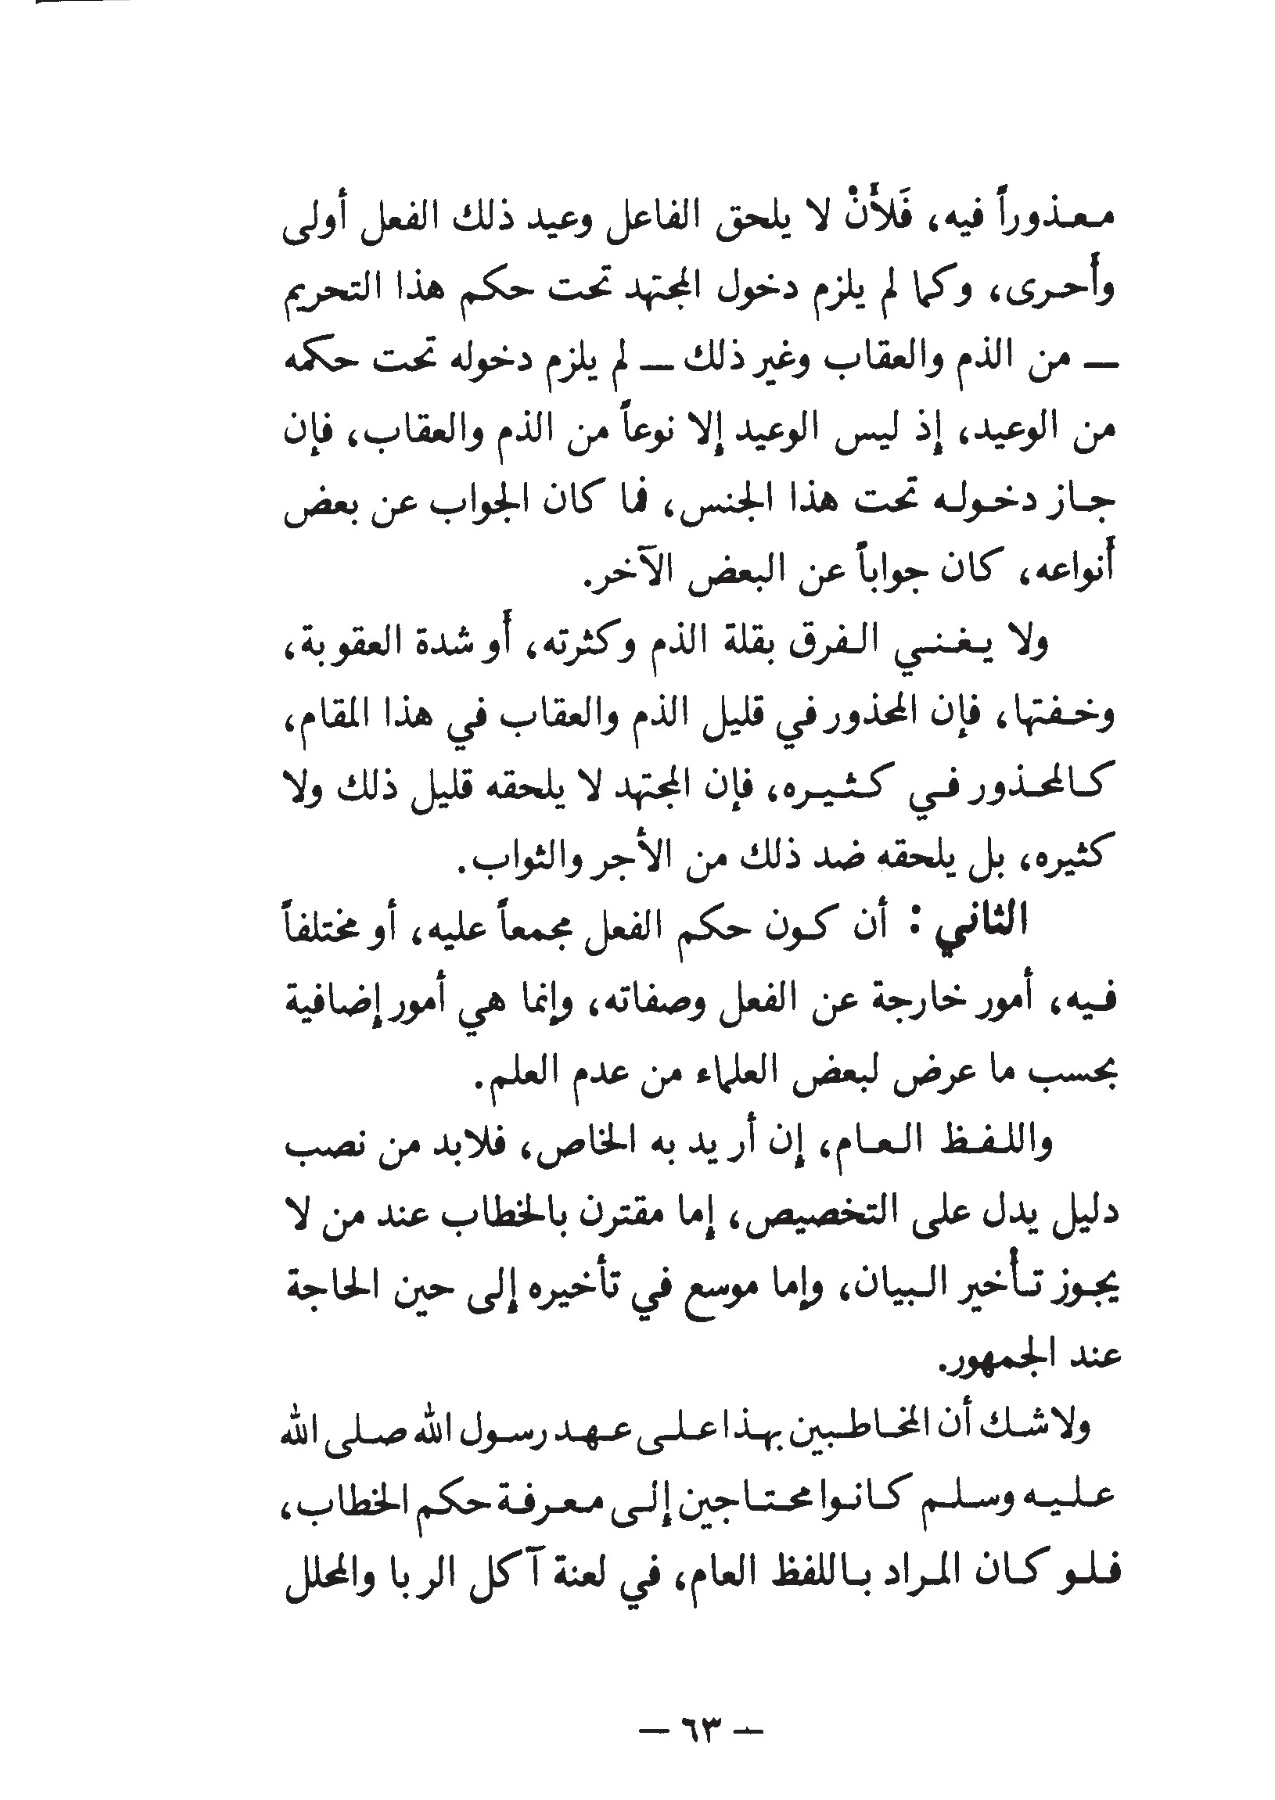 معذوراً فيه، فَلأَنْ لا يلحق الفاعل وعيد ذلك الفعل أولى
وأحرى، وكما لم يلزم دخول المجتهد تحت حكم هذا التحريم
ــ من الذم والعقاب وغير ذلك ــ لم يلزم دخوله تحت حكمه
من الوعيد، إذ ليس الوعيد إلا نوعاً من الذم والعقاب، فإن
جاز دخوله تحت هذا الجنس، فما كان الجواب عن بعض
أنواعه، كان جواباً عن البعض الآخر.
ولا يغني الفرق بقلة الذم وكثرته، أو شدة العقوبة،
وخفتها، فإن المحذور في قليل الذم والعقاب في هذا المقام،
كالمحذور في كثيره، فإن المجتهد لا يلحقه قليل ذلك ولا
كثيره، بل يلحقه ضد ذلك من الأجر والثواب.
الثاني : أن كون حكم الفعل مجمعاً عليه، أو مختلفاً
فيه، أمور خارجة عن الفعل وصفاته، وإنما هي أمور إضافية
بحسب ما عرض لبعض العلماء من عدم العلم.
واللفظ العام، إن أريد به الخاص، فلابد من نصب
دليل يدل على التخصيص، إما مقترن بالخطاب عند من لا
يجوز تأخير البيان، وإما موسع في تأخيره إلى حين الحاجة
عند الجمهور.
ولا شك أن المخاطبين بهذا على عهد رسول الله صلى الله
عليه وسلم كانوا محتاجين إلى معرفة حكم الخطاب،
فلو كان المراد باللفظ العام، في لعنة آكل الربا والمحلل
— ٦٣ —